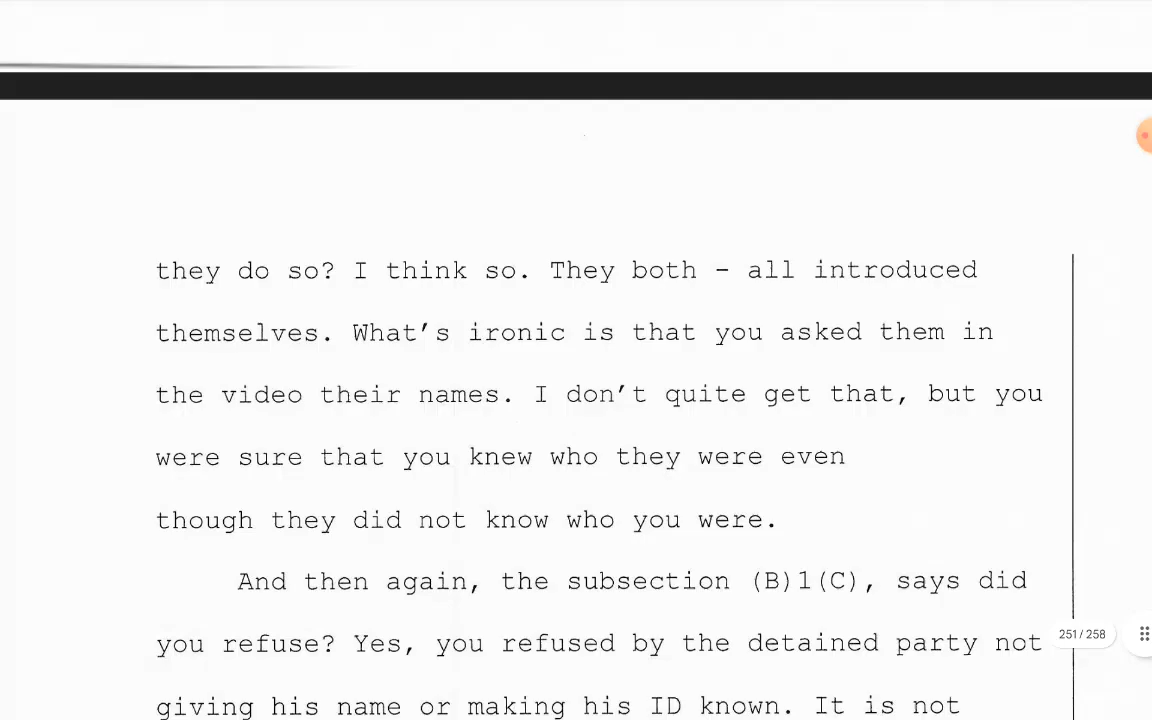 they do so? I think so. They both - all introduced
themselves. What's ironic is that you asked them in
the video their names. I don't quite get that, but you
were sure that you knew who they were even
though they did not know who you were.
And then again, the subsection (B)1(C), says did
you refuse? Yes, you refused by the detained party not
251/258
giving his name or making his ID known. It is not